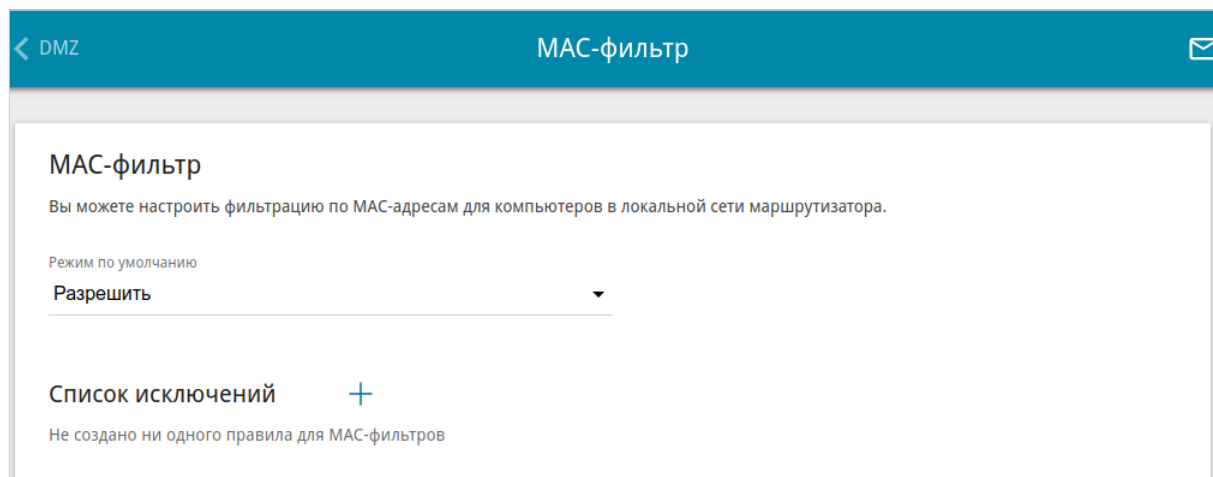 DMZ
MAC-фильтр
MAC-фильтр
Вы можете настроить фильтрацию по MAC-адресам для компьютеров в локальной сети маршрутизатора.
Режим по умолчанию
Разрешить
Список исключений
Не создано ни одного правила для MAC-фильтров